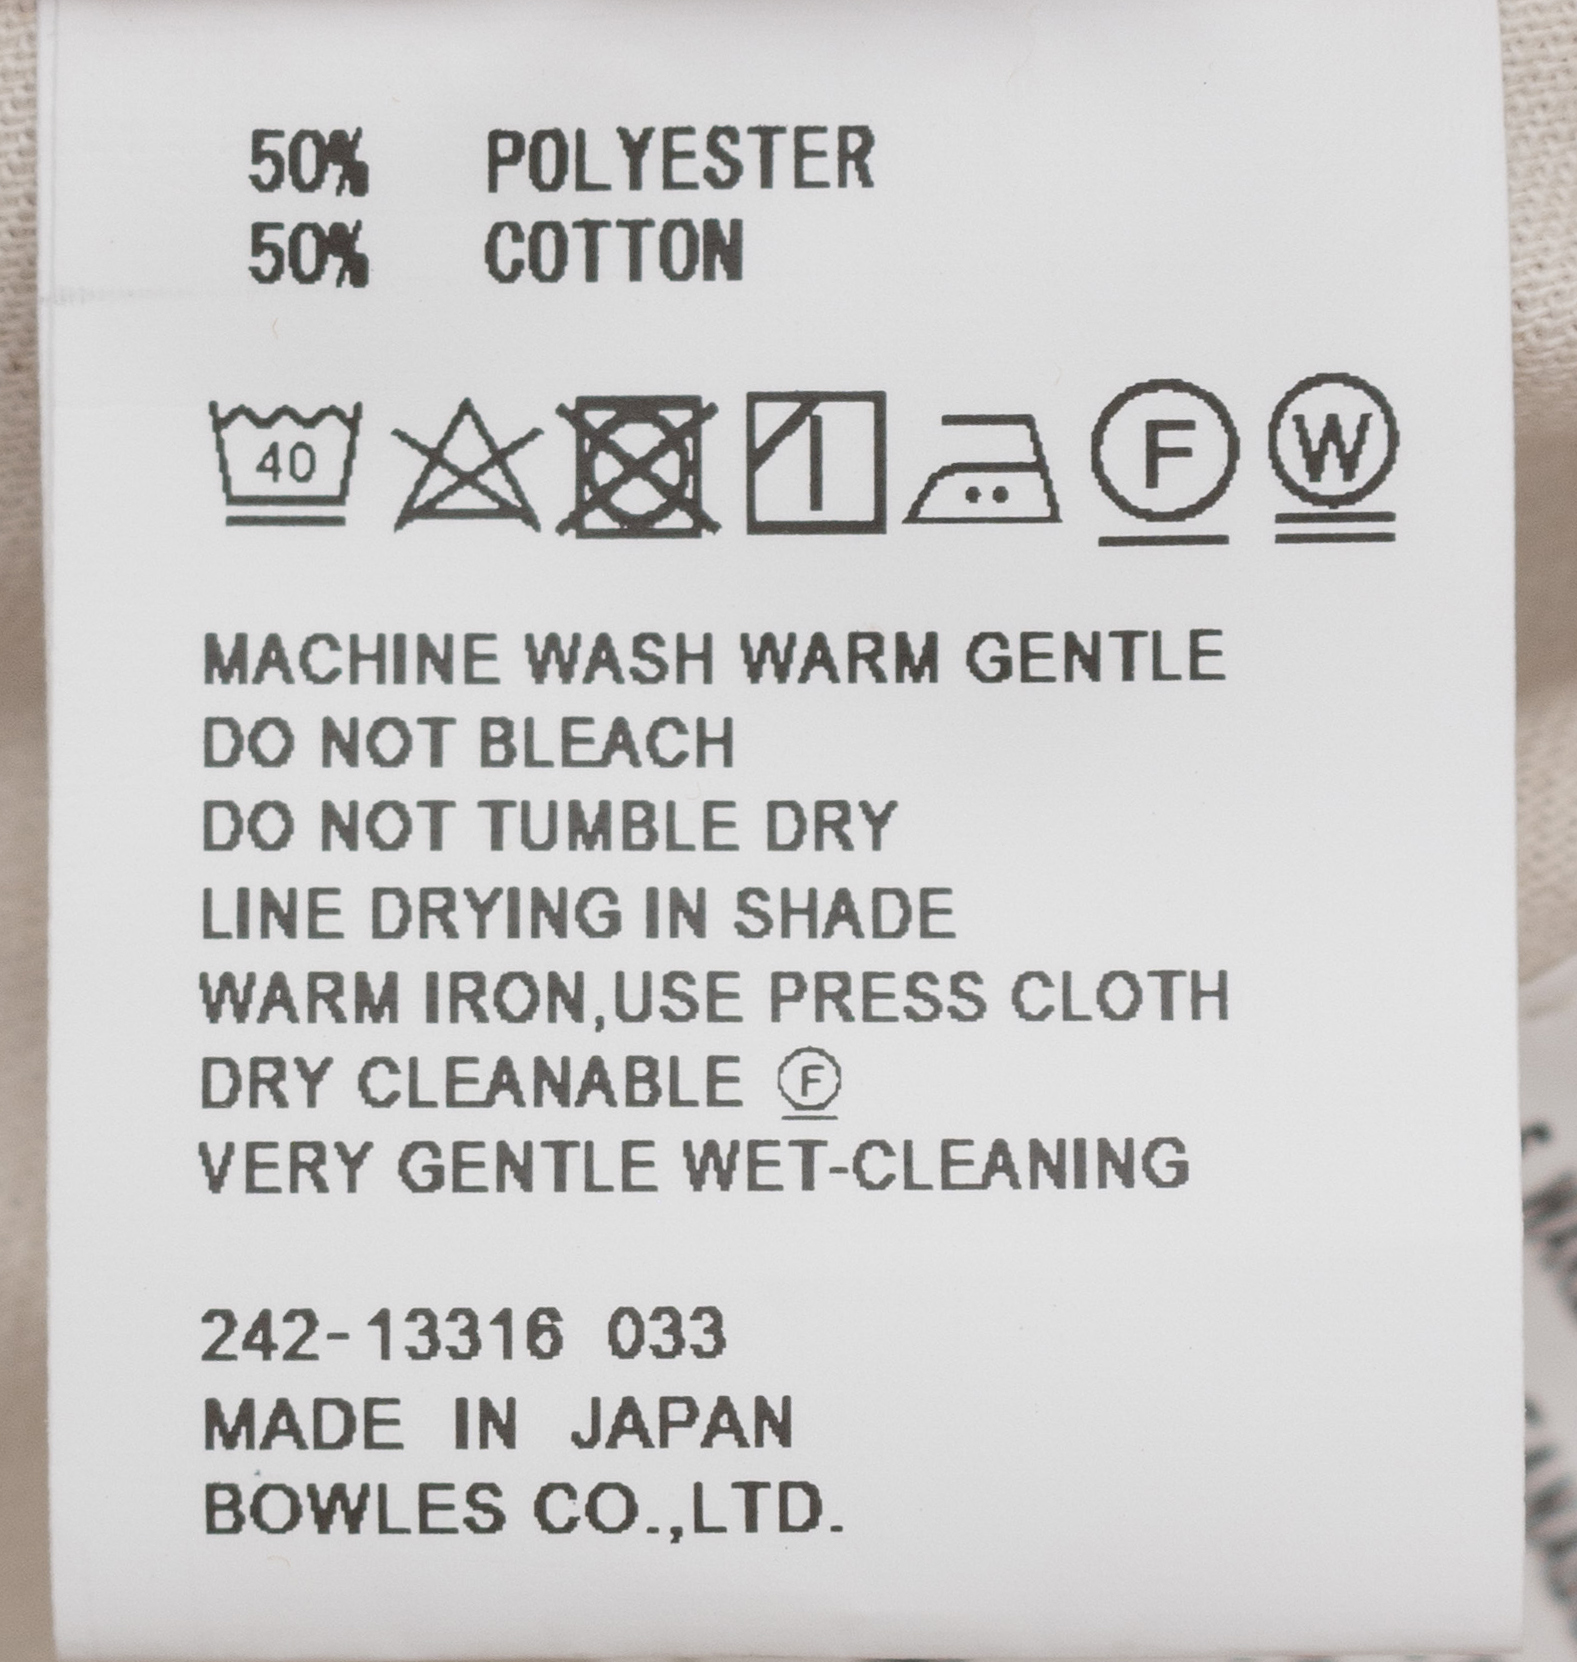 50% POLYESTER
50% COTTON
40 F W
MACHINE WASH WARM GENTLE
DO NOT BLEACH
DO NOT TUMBLE DRY
LINE DRYING IN SHADE
WARM IRON,USE PRESS CLOTH
DRY CLEANABLE F
VERY GENTLE WET-CLEANING
242-13316 033
MADE IN JAPAN
BOWLES CO.,LTD.